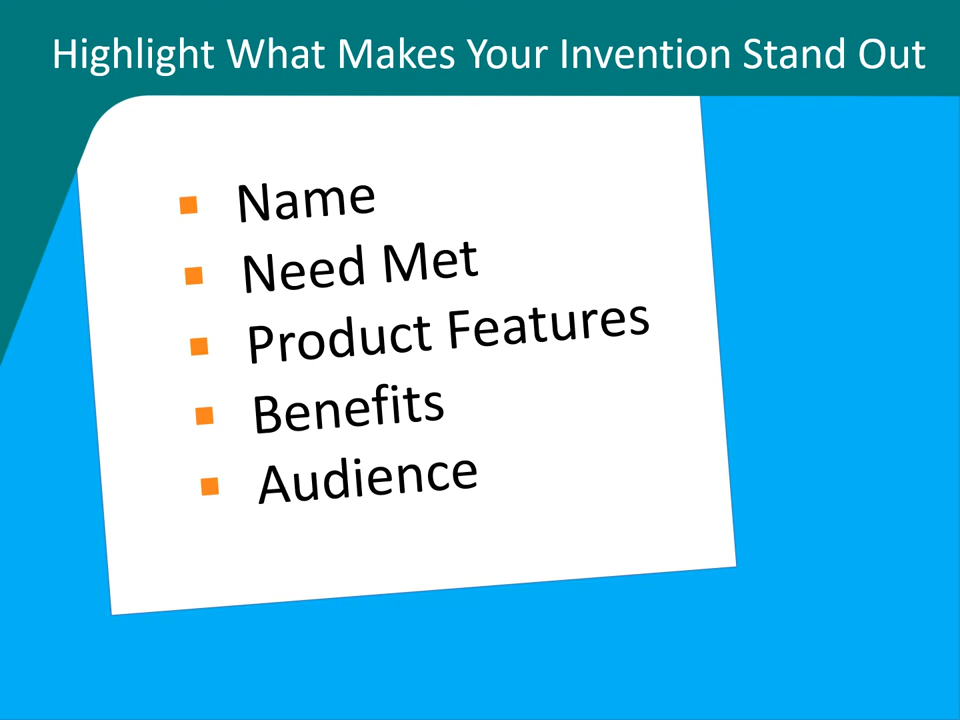 Highlight What Makes Your Invention Stand Out
Name
Need Met
Product Features
Benefits
Audience